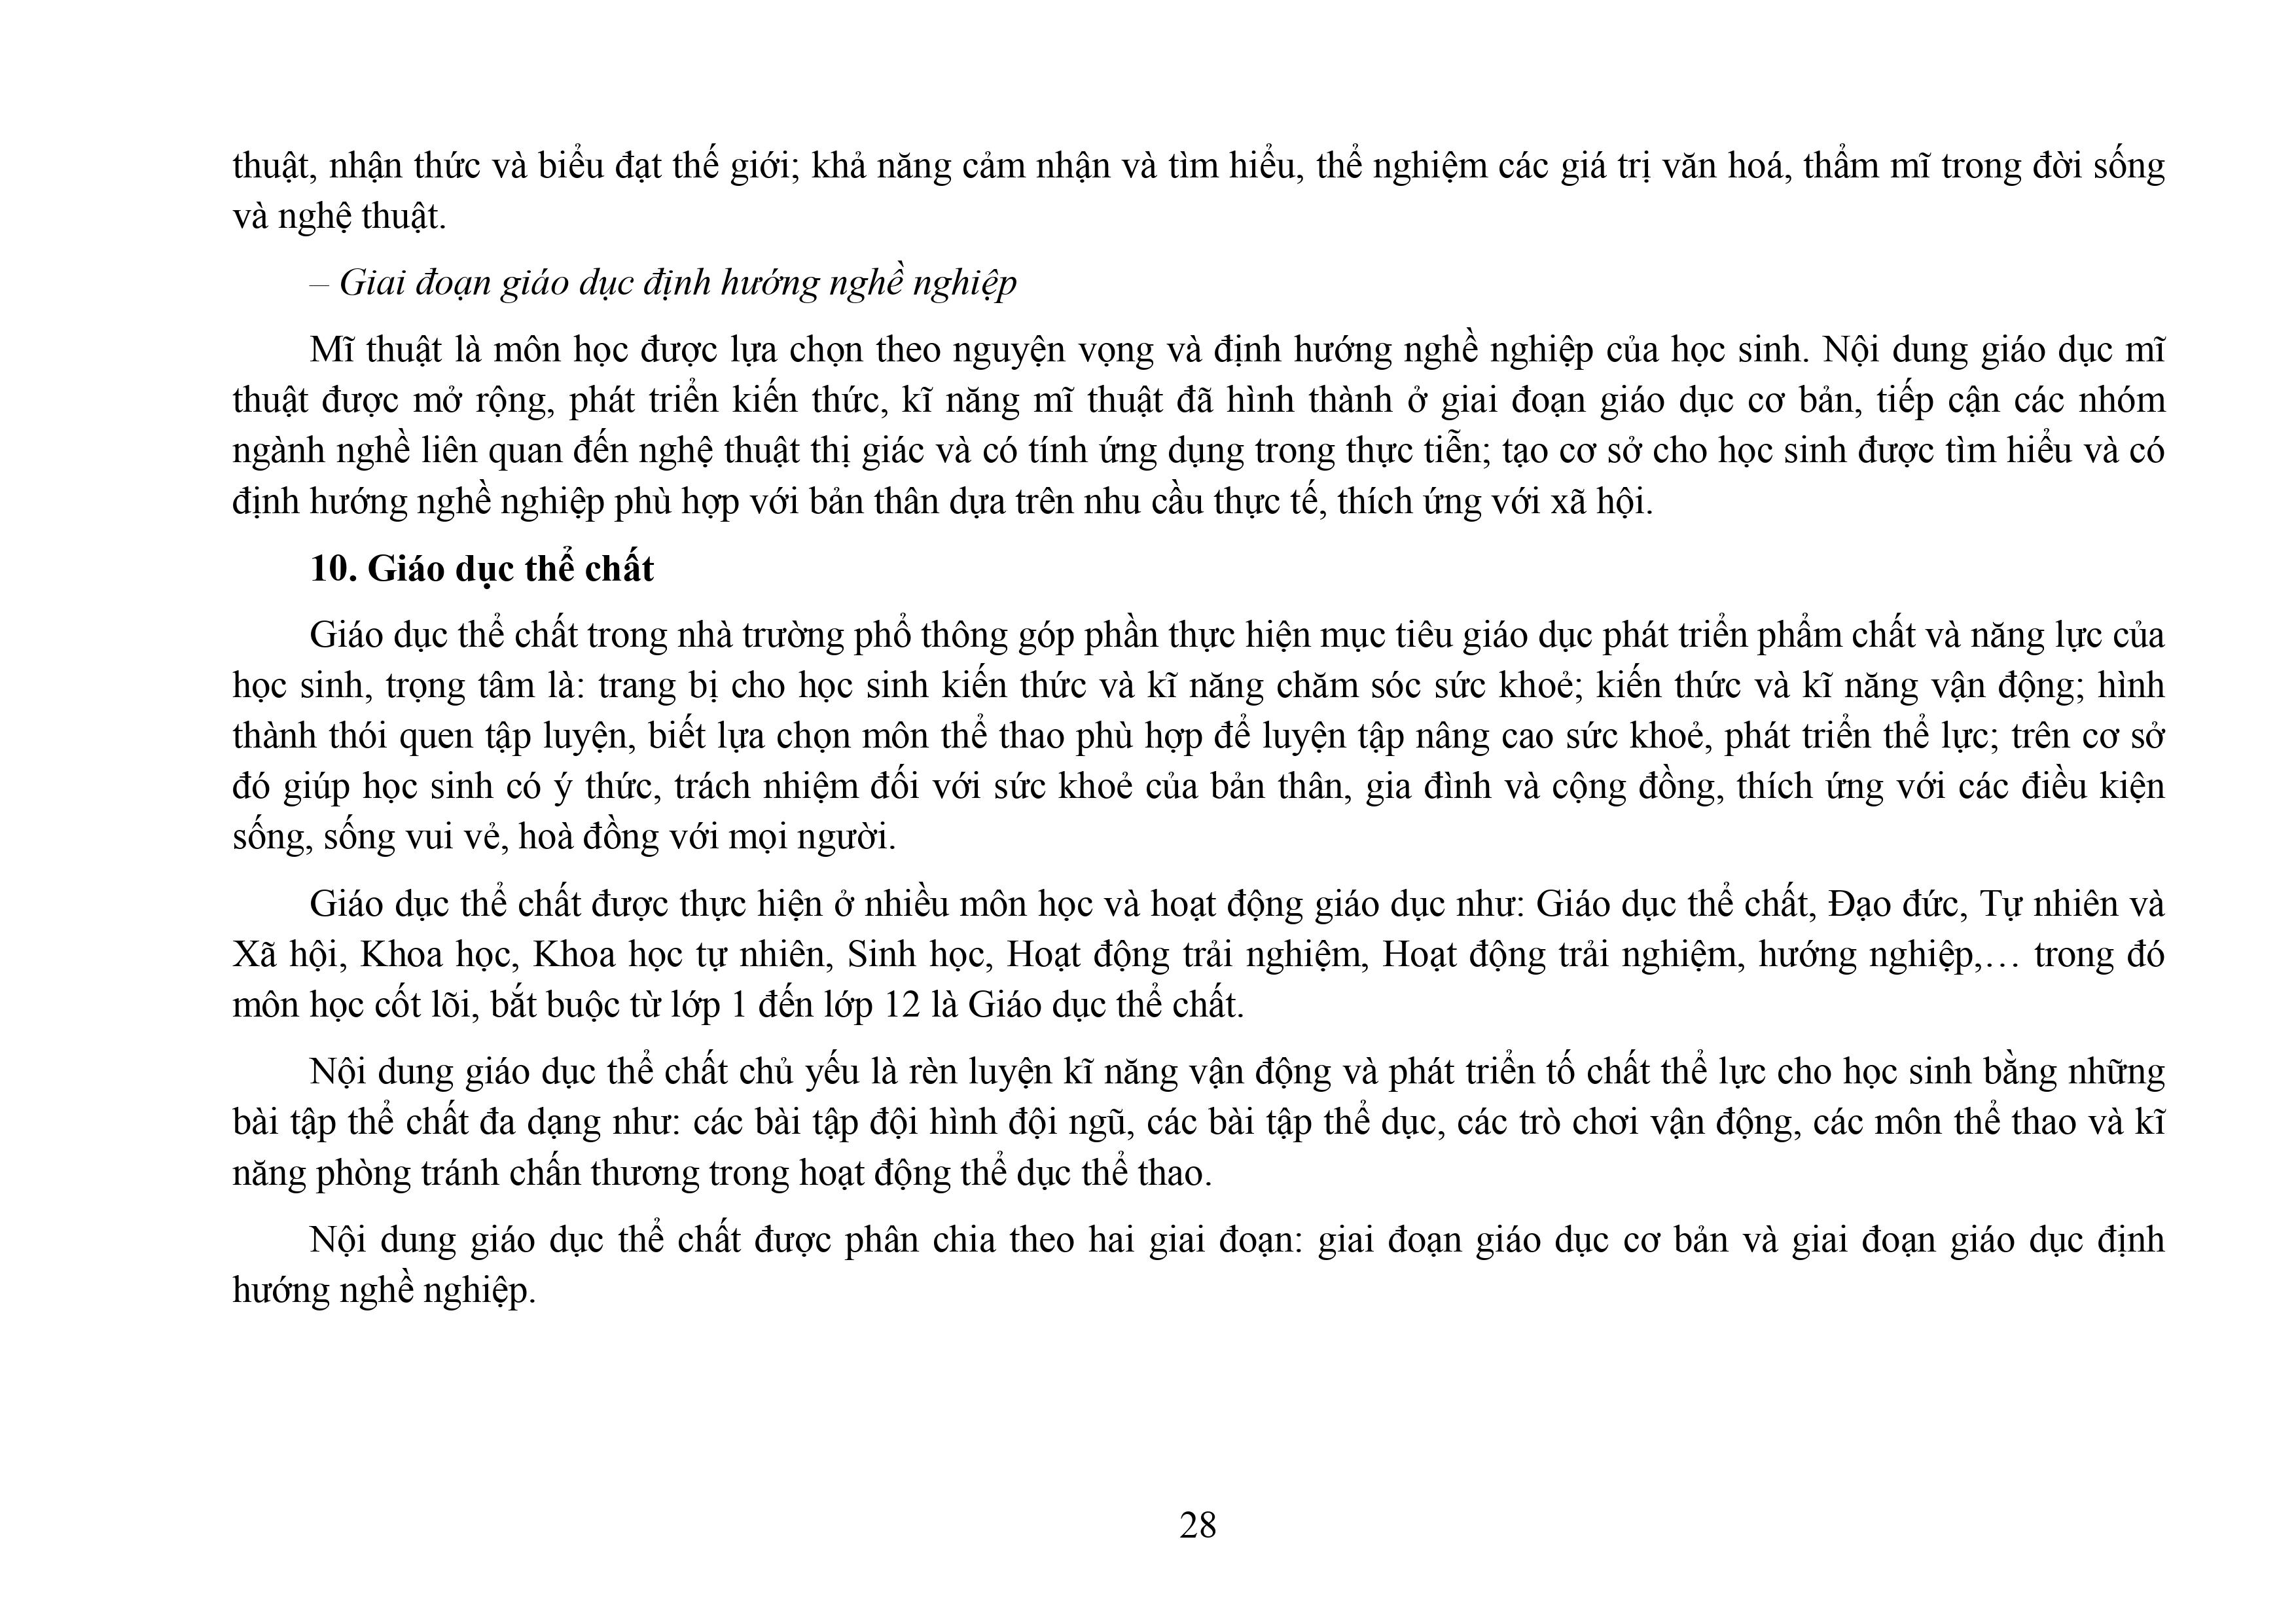 thuật, nhận thức và biểu đạt thế giới; khả năng cảm nhận và tìm hiểu, thể nghiệm các giá trị văn hoá, thẩm mĩ trong đời sống
và nghệ thuật.
– Giai đoạn giáo dục định hướng nghề nghiệp
Mĩ thuật là môn học được lựa chọn theo nguyện vọng và định hướng nghề nghiệp của học sinh. Nội dung giáo dục mĩ
thuật được mở rộng, phát triển kiến thức, kĩ năng mĩ thuật đã hình thành ở giai đoạn giáo dục cơ bản, tiếp cận các nhóm
ngành nghề liên quan đến nghệ thuật thị giác và có tính ứng dụng trong thực tiễn; tạo cơ sở cho học sinh được tìm hiểu và có
định hướng nghề nghiệp phù hợp với bản thân dựa trên nhu cầu thực tế, thích ứng với xã hội.
10. Giáo dục thể chất
Giáo dục thể chất trong nhà trường phổ thông góp phần thực hiện mục tiêu giáo dục phát triển phẩm chất và năng lực của
học sinh, trọng tâm là: trang bị cho học sinh kiến thức và kĩ năng chăm sóc sức khoẻ; kiến thức và kĩ năng vận động; hình
thành thói quen tập luyện, biết lựa chọn môn thể thao phù hợp để luyện tập nâng cao sức khoẻ, phát triển thể lực; trên cơ sở
đó giúp học sinh có ý thức, trách nhiệm đối với sức khoẻ của bản thân, gia đình và cộng đồng, thích ứng với các điều kiện
sống, sống vui vẻ, hoà đồng với mọi người.
Giáo dục thể chất được thực hiện ở nhiều môn học và hoạt động giáo dục như: Giáo dục thể chất, Đạo đức, Tự nhiên và
Xã hội, Khoa học, Khoa học tự nhiên, Sinh học, Hoạt động trải nghiệm, Hoạt động trải nghiệm, hướng nghiệp,… trong đó
môn học cốt lõi, bắt buộc từ lớp 1 đến lớp 12 là Giáo dục thể chất.
Nội dung giáo dục thể chất chủ yếu là rèn luyện kĩ năng vận động và phát triển tố chất thể lực cho học sinh bằng những
bài tập thể chất đa dạng như: các bài tập đội hình đội ngũ, các bài tập thể dục, các trò chơi vận động, các môn thể thao và kĩ
năng phòng tránh chấn thương trong hoạt động thể dục thể thao.
Nội dung giáo dục thể chất được phân chia theo hai giai đoạn: giai đoạn giáo dục cơ bản và giai đoạn giáo dục định
hướng nghề nghiệp.
28